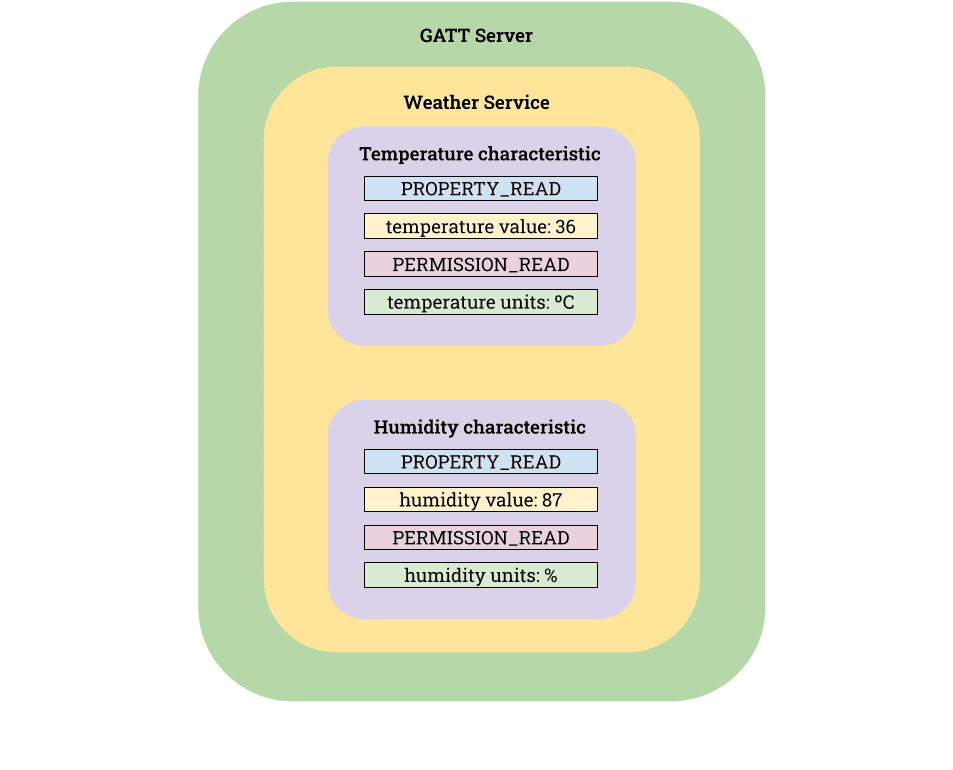 GATT Server
Weather Service
Temperature characteristic
PROPERTY_READ
temperature value: 36
PERMISSION_READ
temperature units: ºC
Humidity characteristic
PROPERTY_READ
humidity value: 87
PERMISSION_READ
humidity units: %